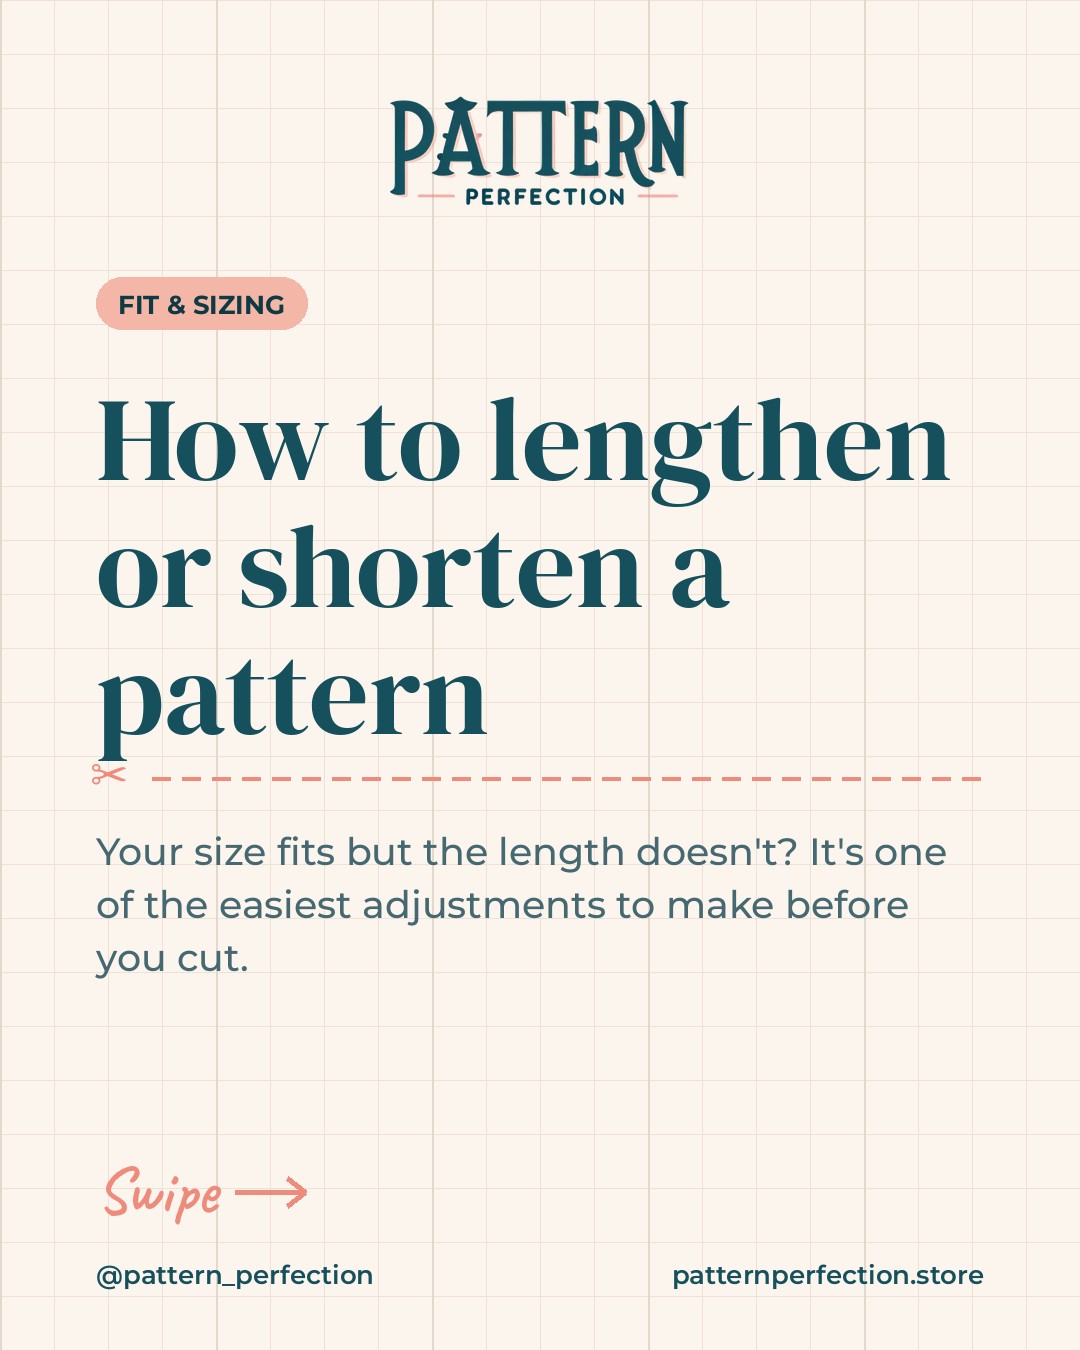 PATTERN
PERFECTION
FIT & SIZING
How to lengthen
or shorten a
pattern
Your size fits but the length doesn't? It's one
of the easiest adjustments to make before
you cut.
Swipe
@pattern_perfection
patternperfection.store